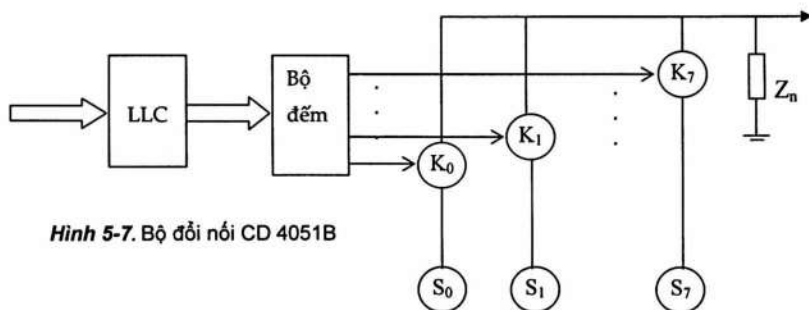 LLC
Bộ
đếm
K₇
K₁
K₀
Zₙ
Hình 5-7. Bộ đổi nối CD 4051B
S₀
S₁
S₇